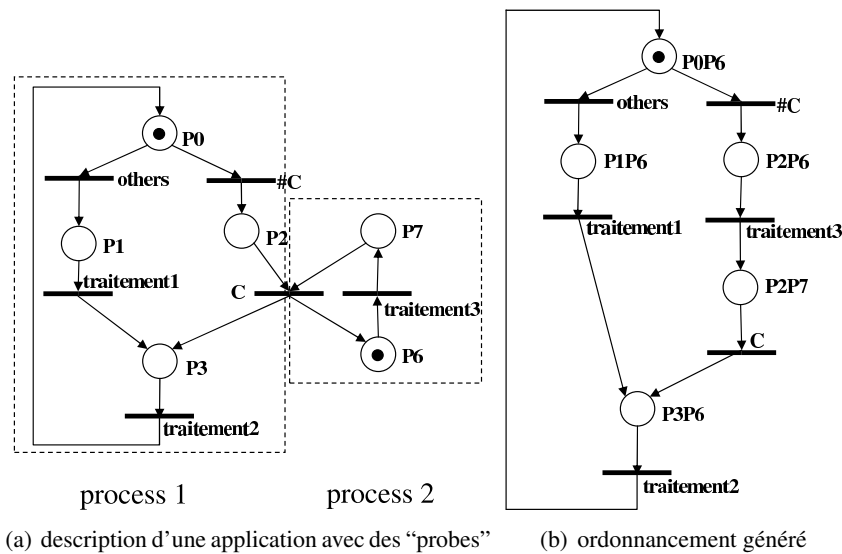 P0
others
#C
P1
P2
P7
traitement1
C
traitement3
P3
P6
traitement2
process 1
process 2
(a) description d’une application avec des “probes”
P0P6
others
#C
P1P6
P2P6
traitement1
traitement3
P2P7
C
P3P6
traitement2
(b) ordonnancement généré